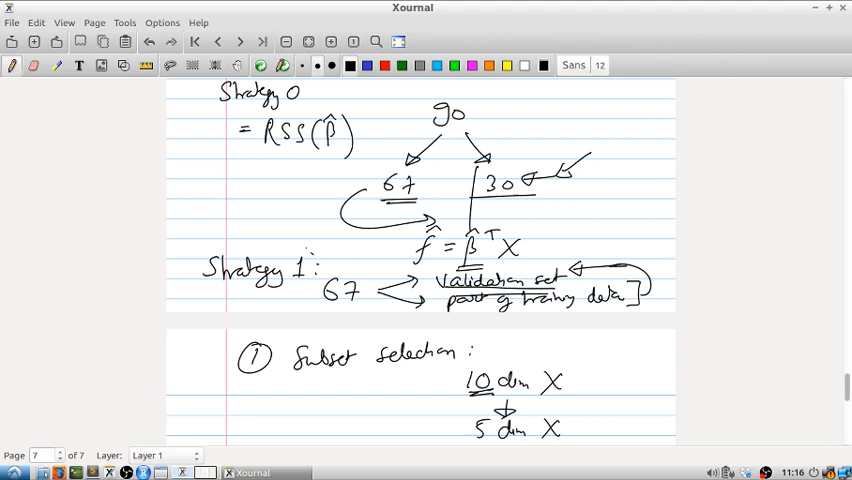 Xournal
File Edit View Page Tools Options Help
Sans 12
Strategy 0
= RSS(β̂)
90
67 30
f̂ = β̂ᵀ X
Strategy 1:
67
validation set
part of training data]
① Subset selection:
10 dim X
5 dim X
Page 7 of 7 Layer: Layer 1
Xournal 11:16